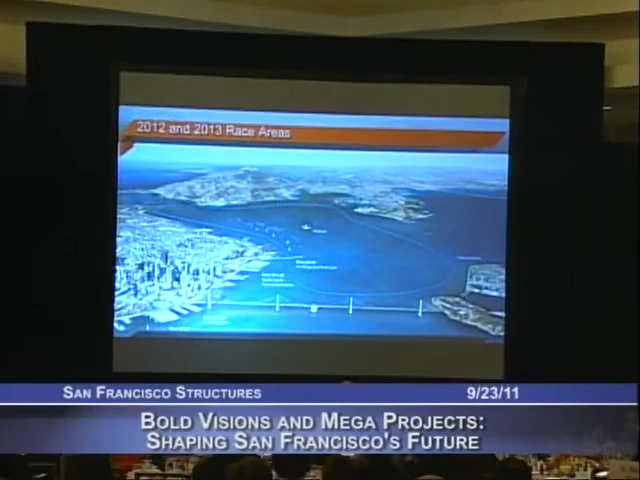 2012 and 2013 Race Areas
SAN FRANCISCO STRUCTURES
9/23/11
BOLD VISIONS AND MEGA PROJECTS:
SHAPING SAN FRANCISCO'S FUTURE